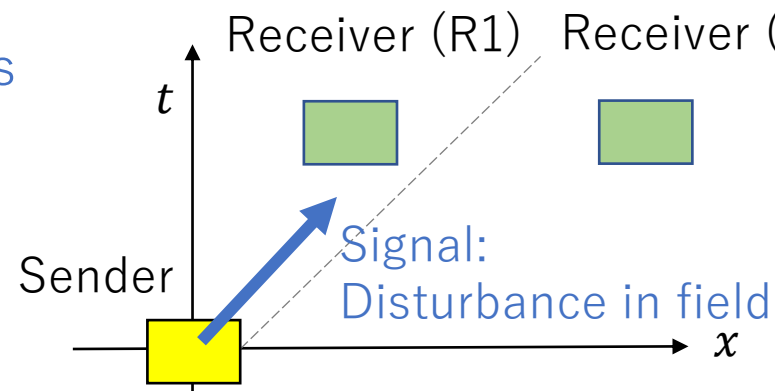 Receiver (R1)
Receiver (
s
t
Sender
Signal:
Disturbance in field
x